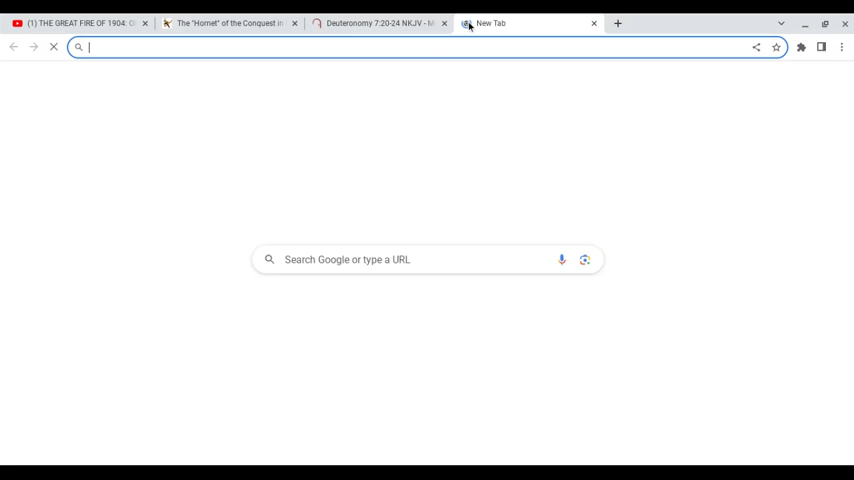 (1) THE GREAT FIRE OF 1904:
The "Hornet" of the Conquest in
Deuteronomy 7:20-24 NKJV - M
New Tab
Search Google or type a URL